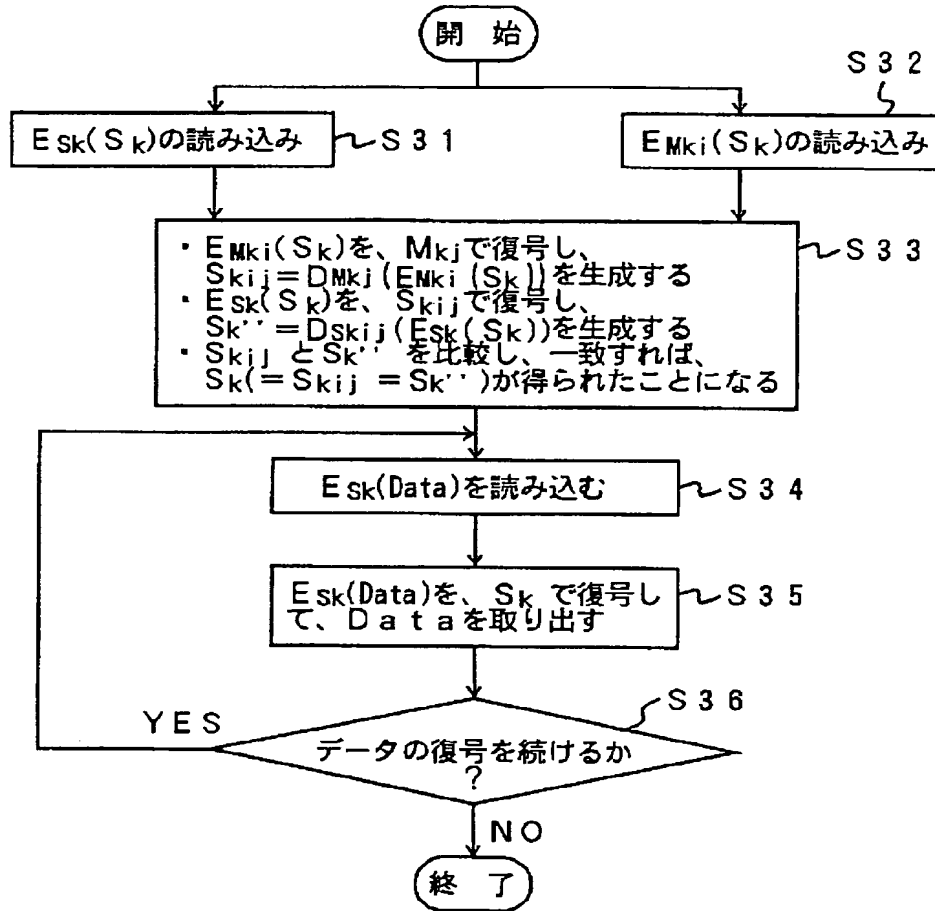 開 始
S32
ESk(Sk)の読み込み
S31
EMki(Sk)の読み込み
・EMki(Sk)を、Mkjで復号し、
S33
Skij=DMkj(EMki(Sk))を生成する
・ESk(Sk)を、Skijで復号し、
Sk''=DSkij(ESk(Sk))を生成する
・SkijとSk''を比較し、一致すれば、
Sk(=Skij=Sk'')が得られたことになる
ESk(Data)を読み込む
S34
ESk(Data)を、Skで復号し
て、Dataを取り出す
S35
S36
YES
データの復号を続けるか
?
NO
終 了